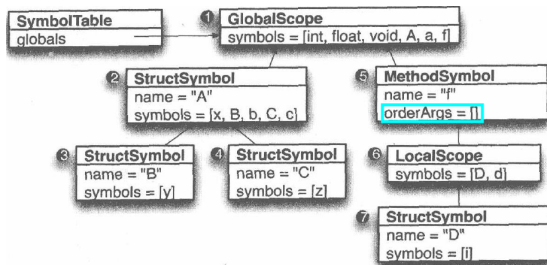 SymbolTable
globals
1
GlobalScope
symbols = [int, float, void, A, a, f]
2
StructSymbol
name = "A"
symbols = [x, B, b, C, c]
5
MethodSymbol
name = "f"
orderArgs = []
3
StructSymbol
name = "B"
symbols = [y]
4
StructSymbol
name = "C"
symbols = [z]
6
LocalScope
symbols = [D, d]
7
StructSymbol
name = "D"
symbols = [i]